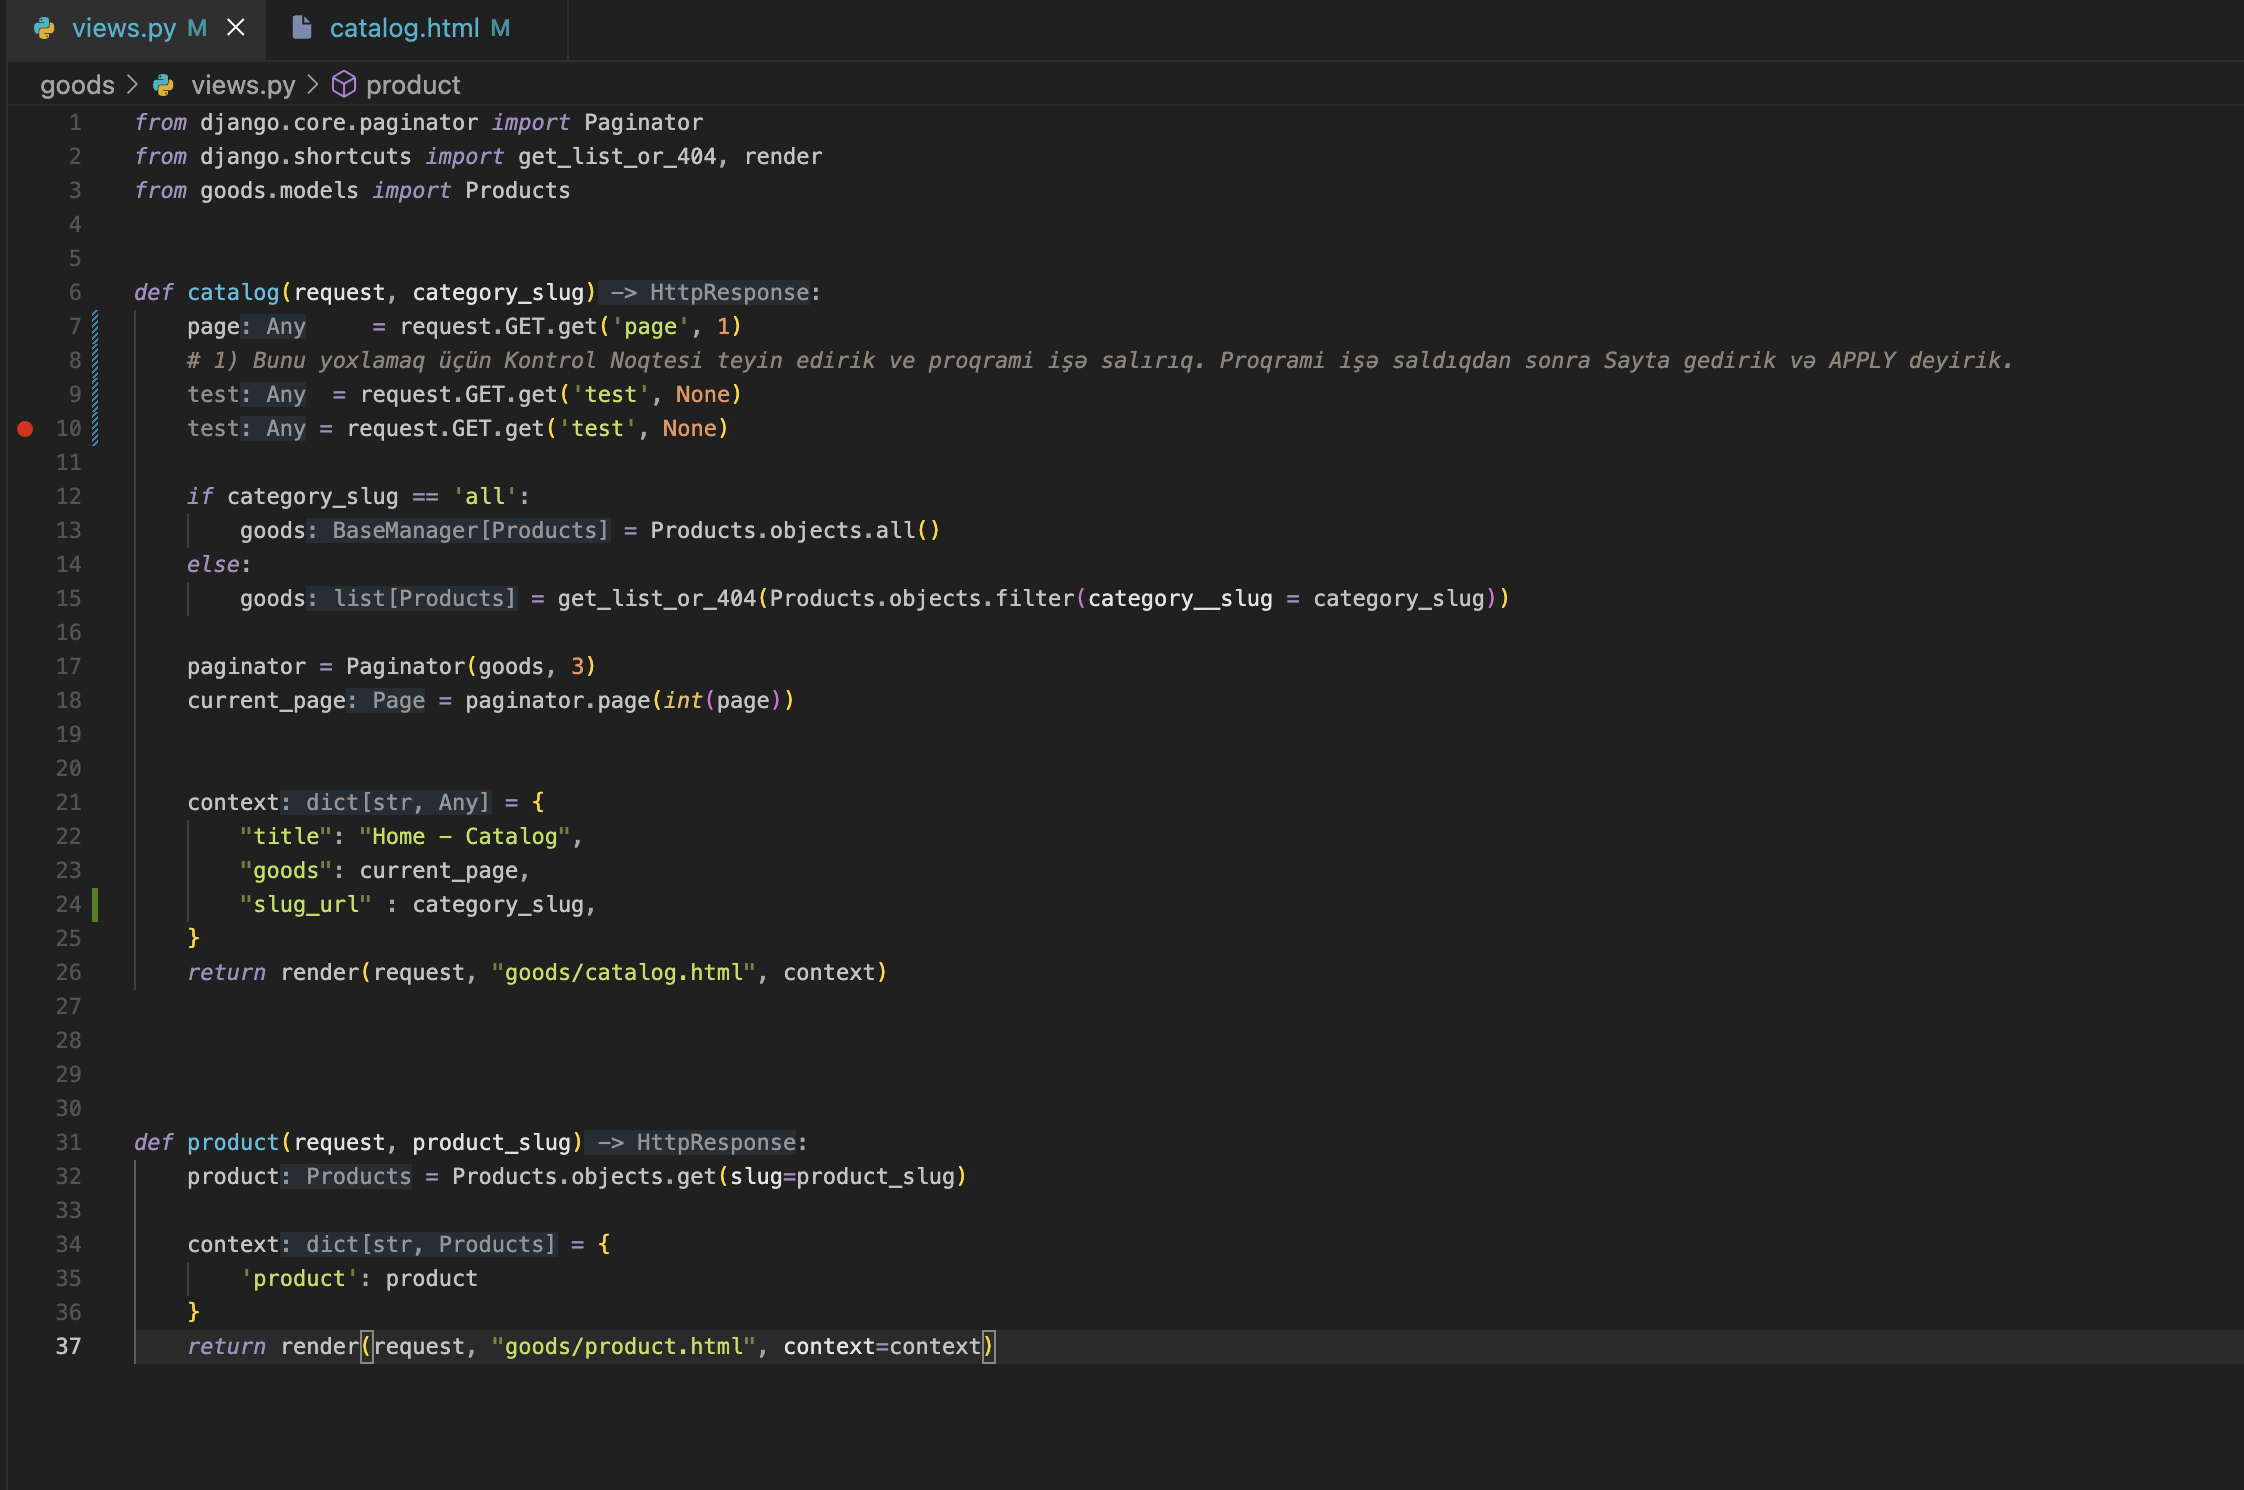 views.py M
catalog.html M
goods > views.py > product
1 from django.core.paginator import Paginator
2 from django.shortcuts import get_list_or_404, render
3 from goods.models import Products
4
5
6 def catalog(request, category_slug) -> HttpResponse:
7     page: Any     = request.GET.get('page', 1)
8     # 1) Bunu yoxlamaq üçün Kontrol Noqtesi teyin edirik ve proqrami işə salırıq. Proqrami işə saldıqdan sonra Sayta gedirik və APPLY deyirik.
9     test: Any  = request.GET.get('test', None)
10     test: Any = request.GET.get('test', None)
11
12     if category_slug == 'all':
13         goods: BaseManager[Products] = Products.objects.all()
14     else:
15         goods: list[Products] = get_list_or_404(Products.objects.filter(category__slug = category_slug))
16
17     paginator = Paginator(goods, 3)
18     current_page: Page = paginator.page(int(page))
19
20
21     context: dict[str, Any] = {
22         "title": "Home - Catalog",
23         "goods": current_page,
24         "slug_url" : category_slug,
25     }
26     return render(request, "goods/catalog.html", context)
27
28
29
30
31 def product(request, product_slug) -> HttpResponse:
32     product: Products = Products.objects.get(slug=product_slug)
33
34     context: dict[str, Products] = {
35         'product': product
36     }
37     return render(request, "goods/product.html", context=context)